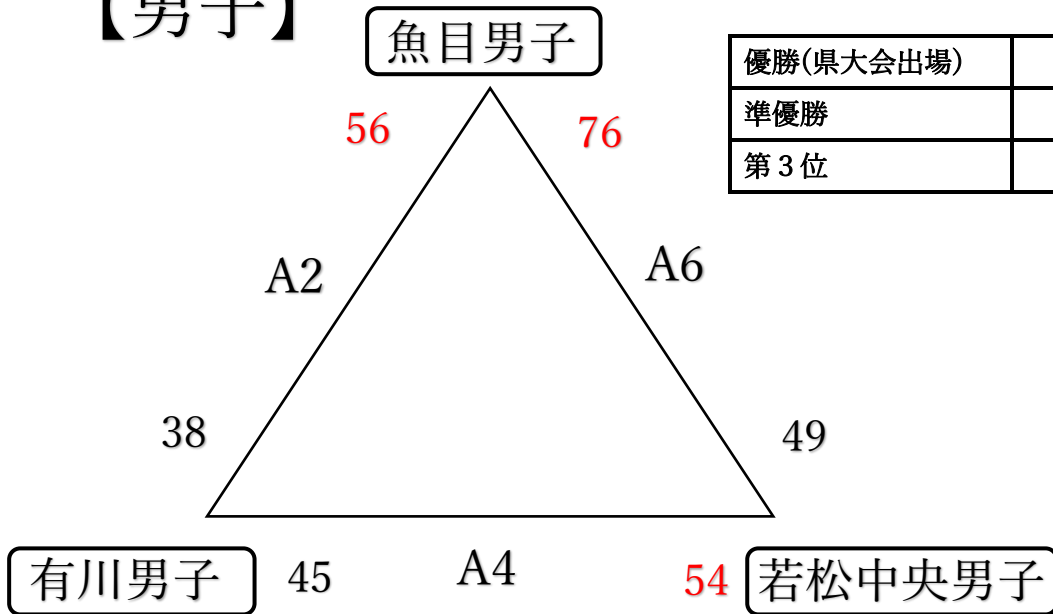 【男子】
魚目男子
優勝(県大会出場)
準優勝
第３位
56
76
A2
A6
38
49
有川男子
45
A4
54
若松中央男子